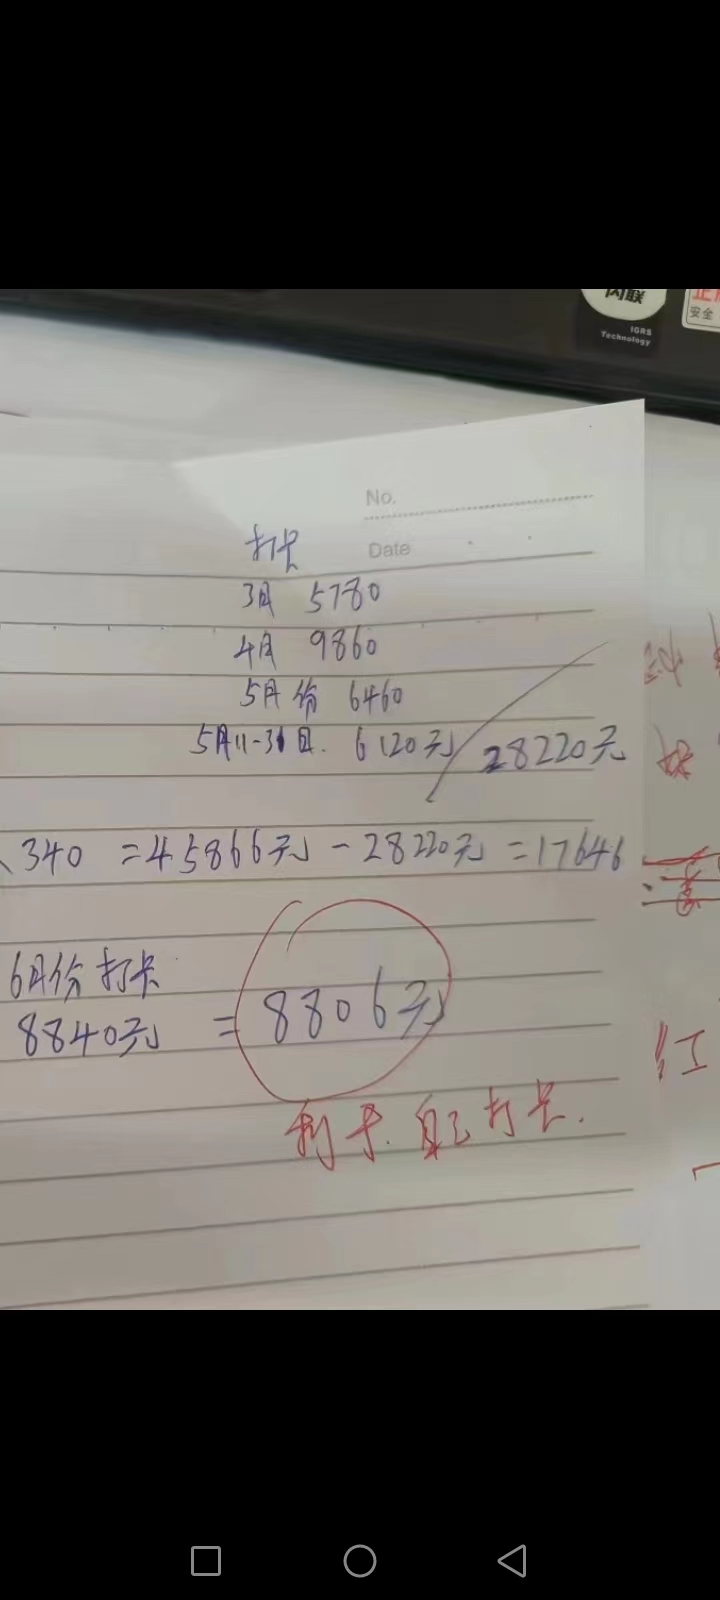 闪联
IGRS
Technology
安全
No.
Date
打卡
3月 5780
4月 9860
5月份 6460
5月11-31日. 6120元 28220元
340 =45866元 -28220元 =17646
6月份打卡
8840元 = 8806元
自己打卡.
红